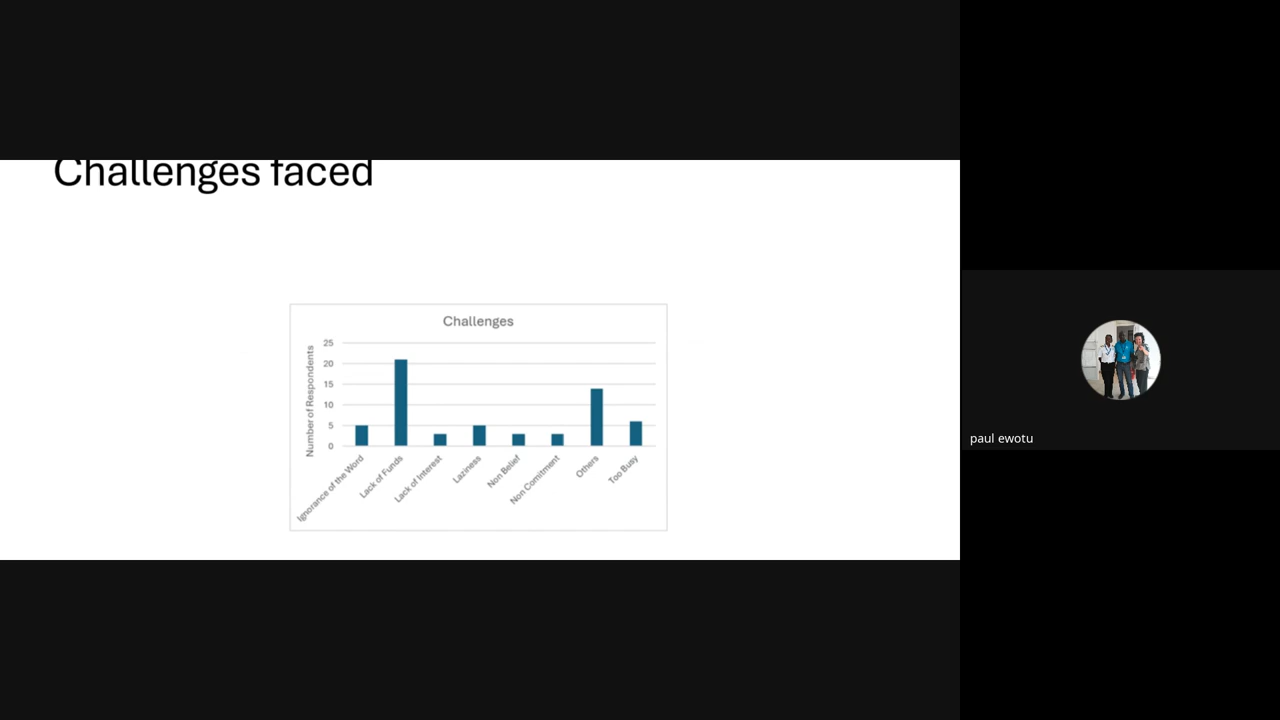 Challenges faced
Challenges
Number of Respondents
25
20
15
10
5
0
Ignorance of the Word
Lack of Funds
Lack of Interest
Laziness
Non Belief
Non Comitment
Others
Too Busy
paul ewotu